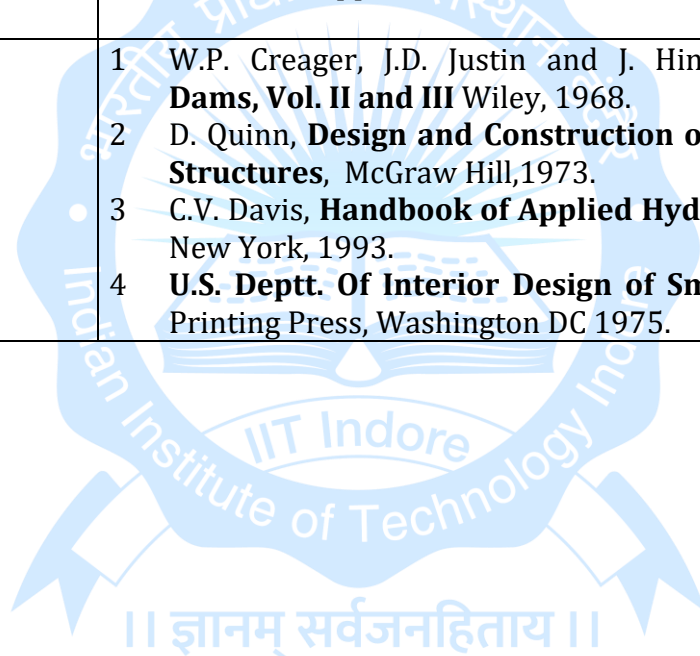 1 W.P. Creager, J.D. Justin and J. Hin
Dams, Vol. II and III Wiley, 1968.
2 D. Quinn, Design and Construction o
Structures, McGraw Hill,1973.
3 C.V. Davis, Handbook of Applied Hyd
New York, 1993.
4 U.S. Deptt. Of Interior Design of Sm
Printing Press, Washington DC 1975.
Indian Institute of Technology Indore
IIT Indore
।। ज्ञानम् सर्वजनहिताय ।।